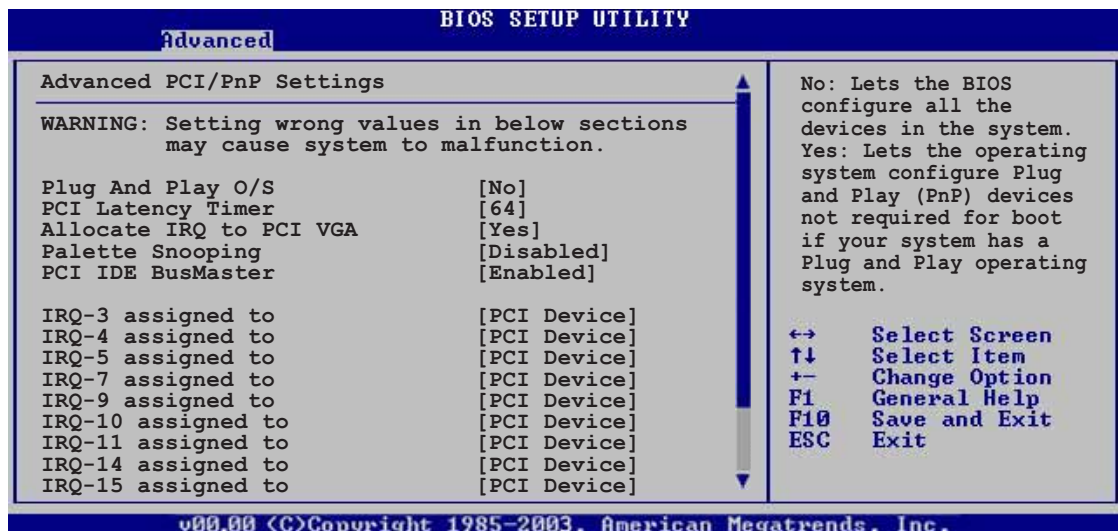 BIOS SETUP UTILITY
Advanced
Advanced PCI/PnP Settings
WARNING: Setting wrong values in below sections
may cause system to malfunction.
Plug And Play O/S [No]
PCI Latency Timer [64]
Allocate IRQ to PCI VGA [Yes]
Palette Snooping [Disabled]
PCI IDE BusMaster [Enabled]
IRQ-3 assigned to [PCI Device]
IRQ-4 assigned to [PCI Device]
IRQ-5 assigned to [PCI Device]
IRQ-7 assigned to [PCI Device]
IRQ-9 assigned to [PCI Device]
IRQ-10 assigned to [PCI Device]
IRQ-11 assigned to [PCI Device]
IRQ-14 assigned to [PCI Device]
IRQ-15 assigned to [PCI Device]
No: Lets the BIOS
configure all the
devices in the system.
Yes: Lets the operating
system configure Plug
and Play (PnP) devices
not required for boot
if your system has a
Plug and Play operating
system.
←→ Select Screen
↑↓ Select Item
+- Change Option
F1 General Help
F10 Save and Exit
ESC Exit
v00.00 (C)Copyright 1985-2003, American Megatrends, Inc.